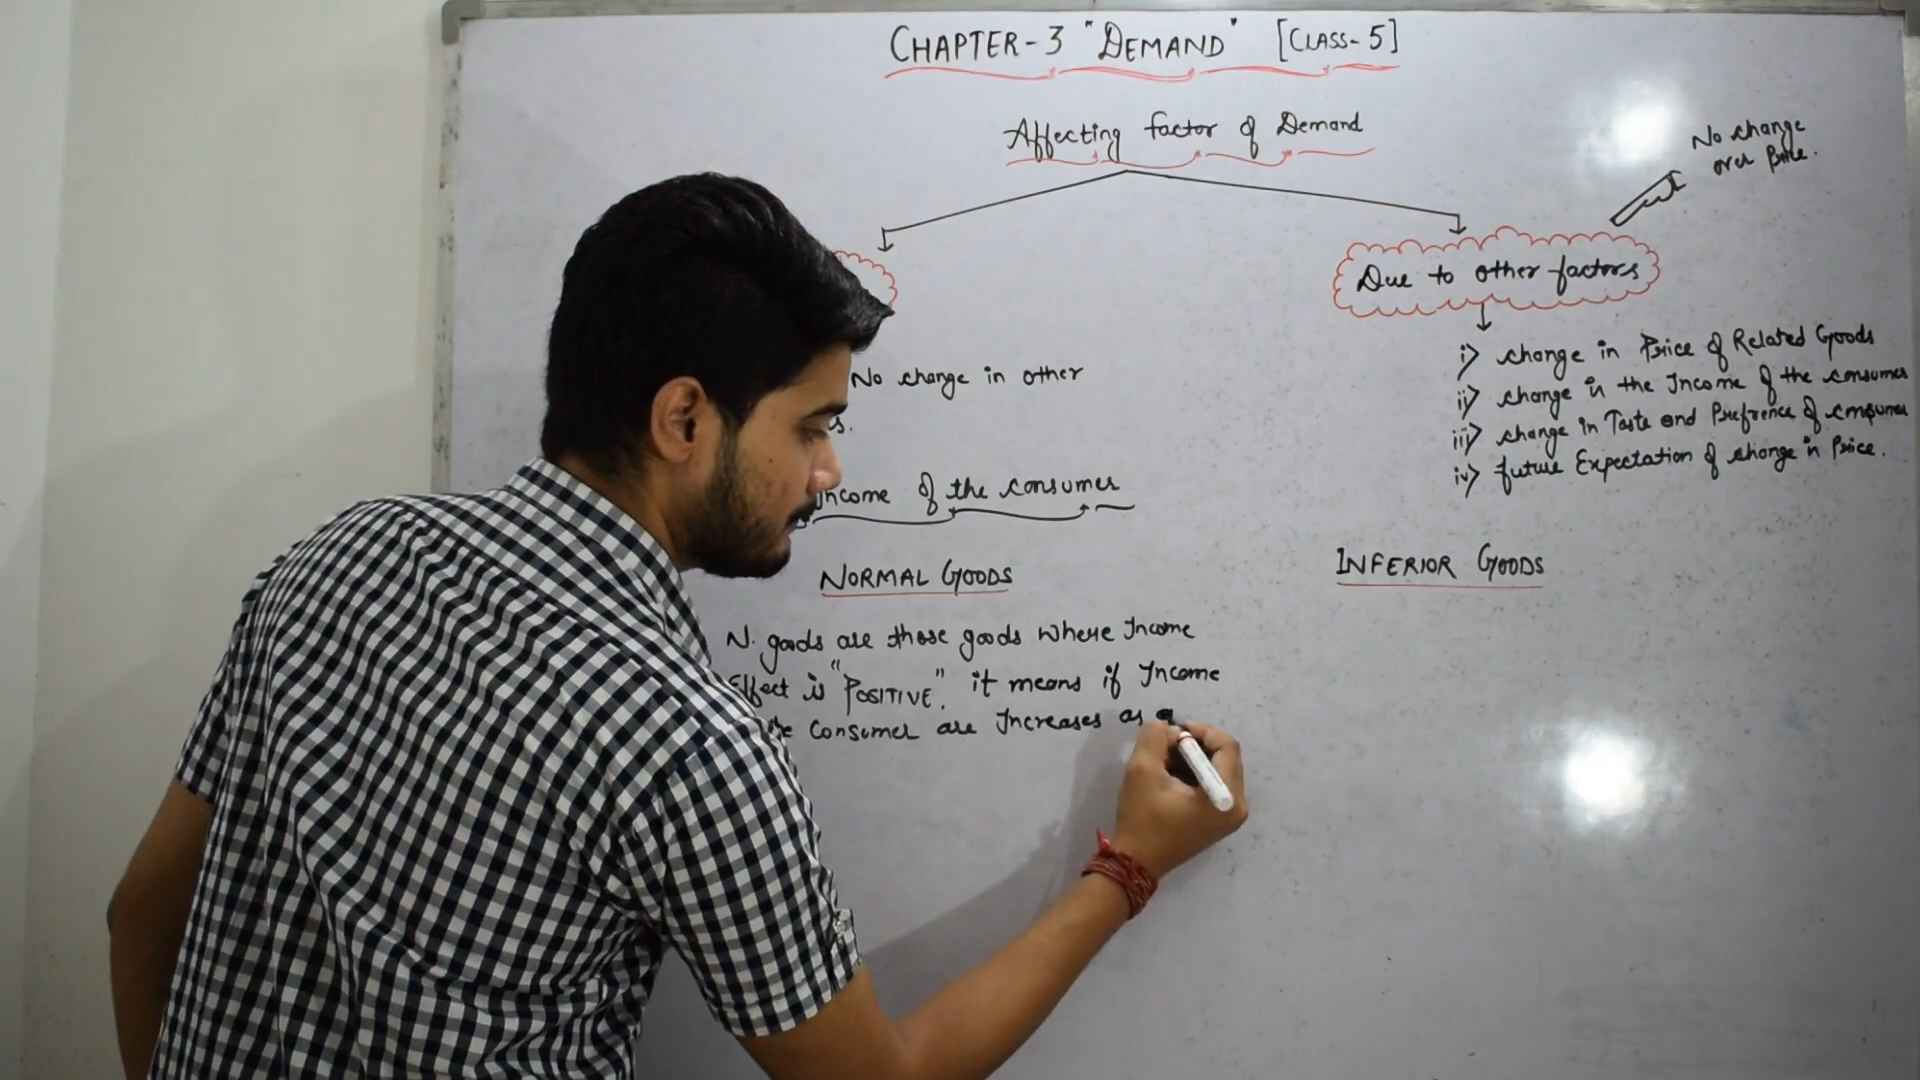 CHAPTER-3 "DEMAND" [CLASS-5]
Affecting factor of Demand
No change
over Price.
Due to other factors
i) change in Price of Related Goods
ii) change in the Income of the consumer
iii) change in Taste and Prefrence of consumer
iv) future Expectation of change in Price.
No change in other
Income of the consumer
NORMAL GOODS
N. goods are those goods where Income
Effect is "POSITIVE". it means if Income
the Consumer are Increases as a
INFERIOR GOODS